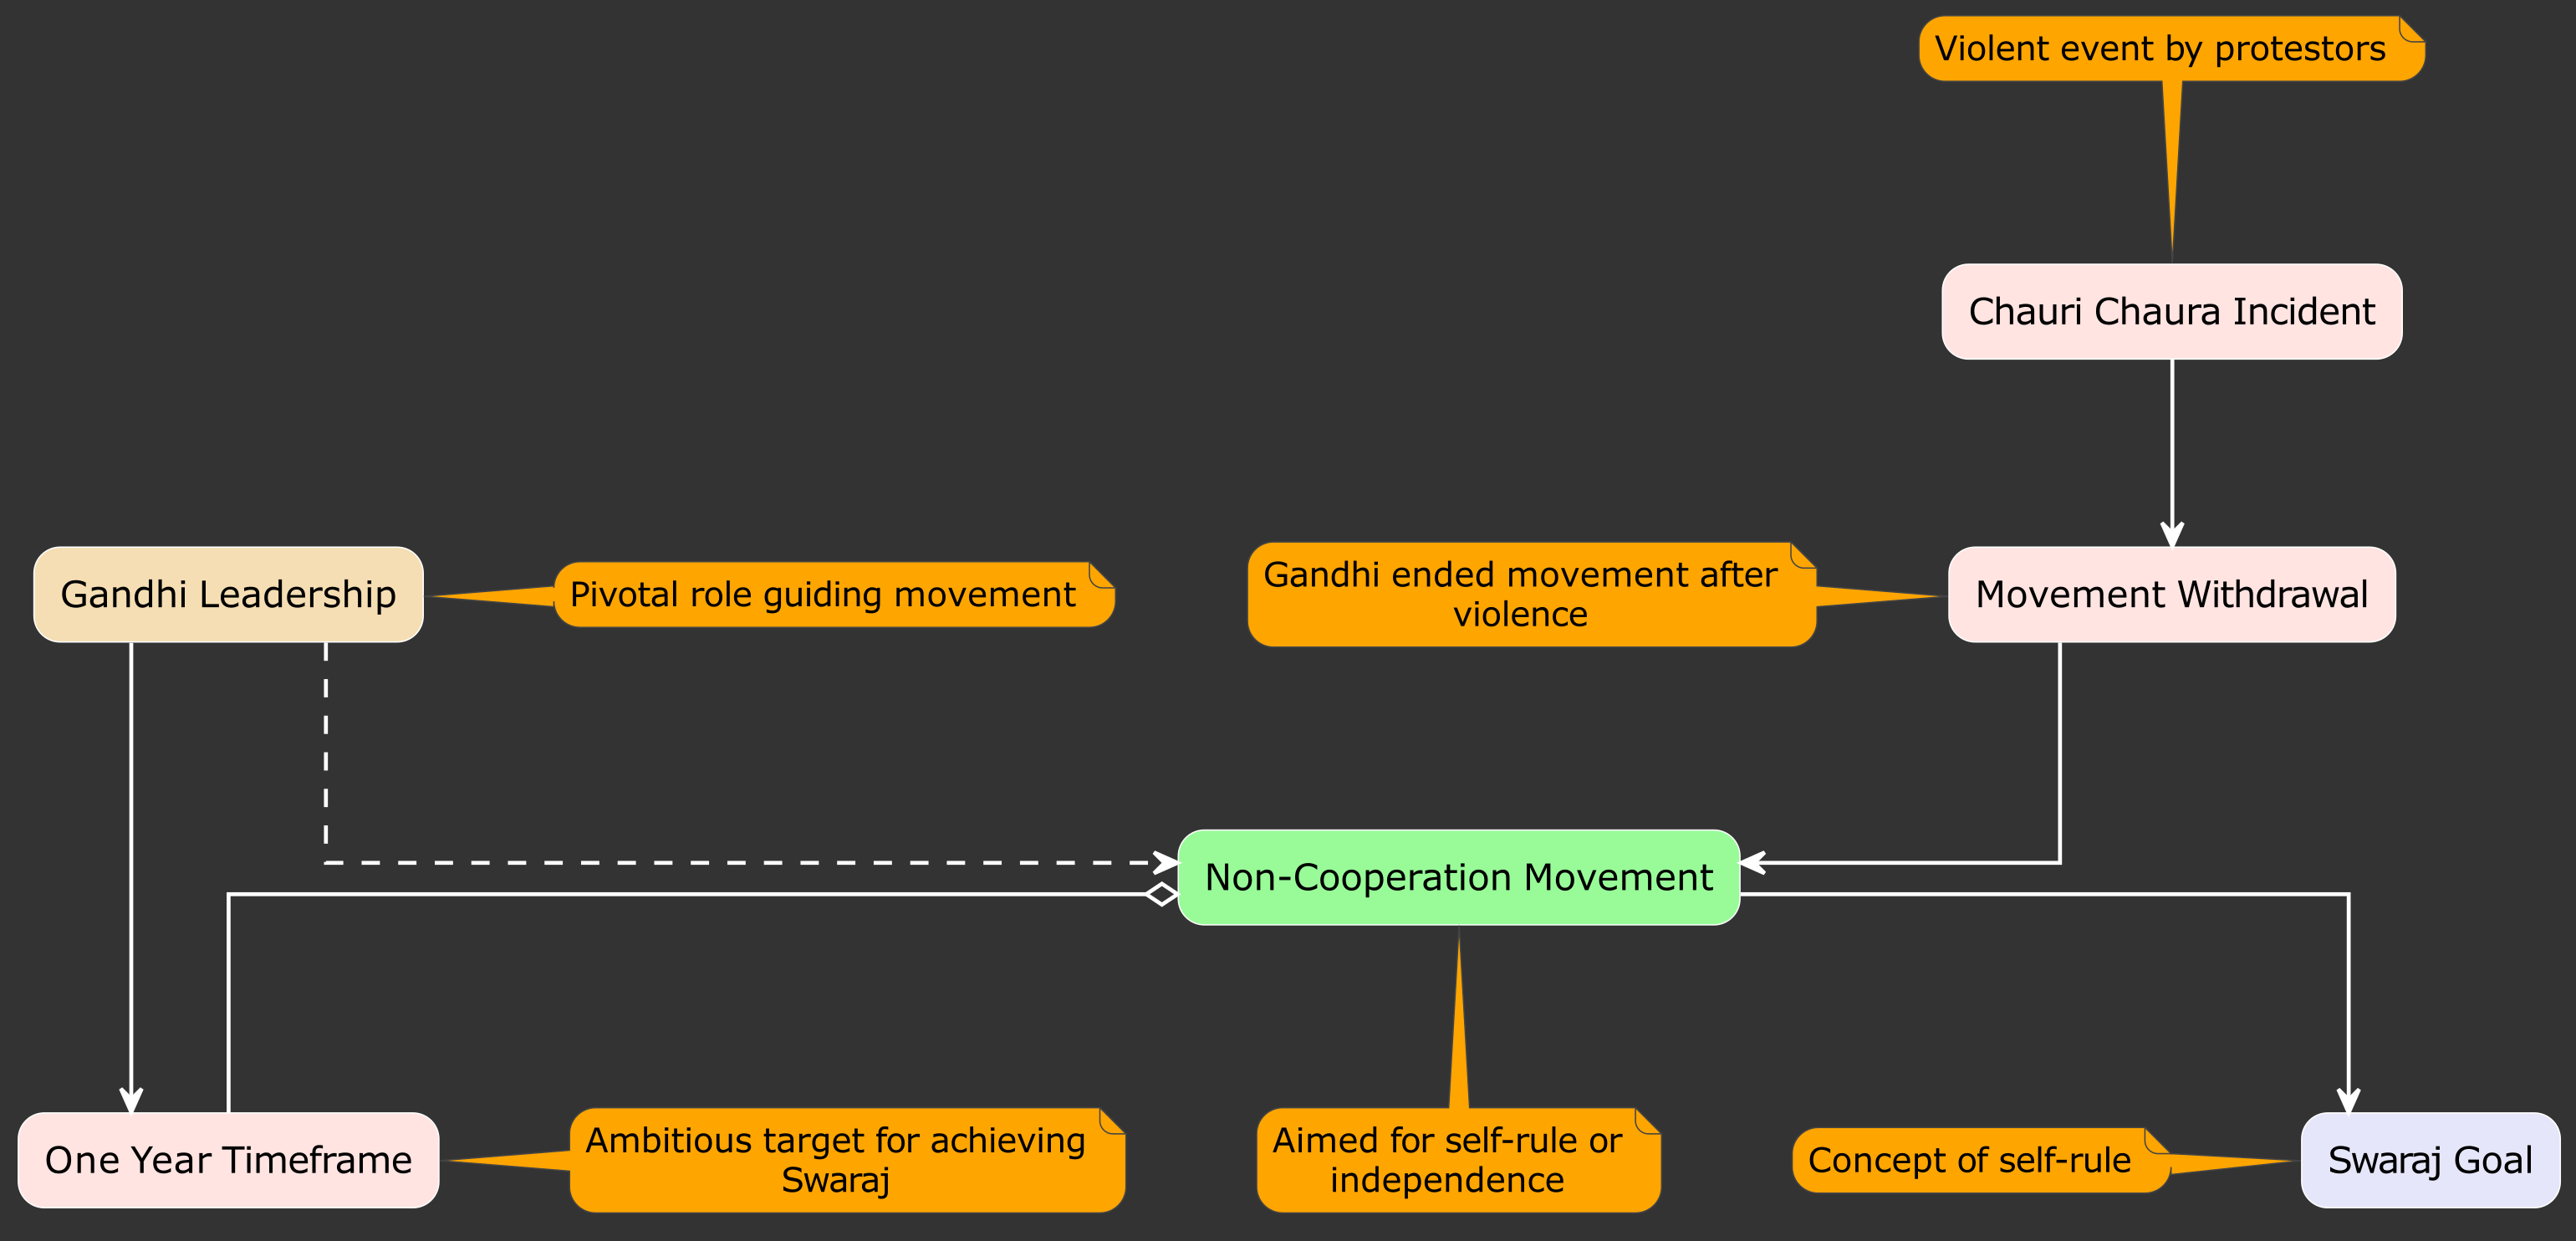 Violent event by protestors
Chauri Chaura Incident
Gandhi Leadership
Pivotal role guiding movement
Gandhi ended movement after
violence
Movement Withdrawal
Non-Cooperation Movement
One Year Timeframe
Ambitious target for achieving
Swaraj
Aimed for self-rule or
independence
Concept of self-rule
Swaraj Goal